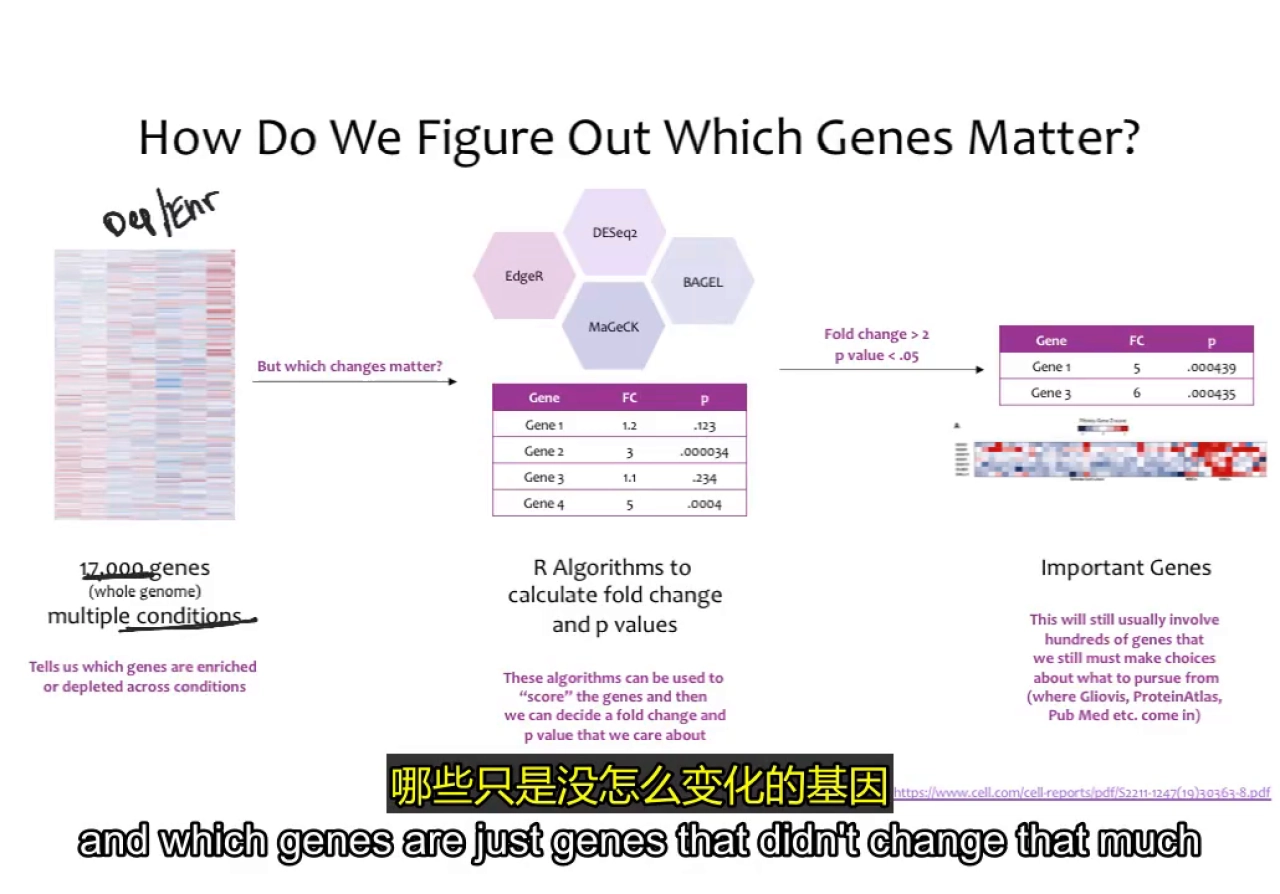 How Do We Figure Out Which Genes Matter?
Dep/Enr
But which changes matter?
DESeq2
EdgeR
BAGEL
MaGeCK
Gene FC p
Gene 1 1.2 .123
Gene 2 3 .000034
Gene 3 1.1 .234
Gene 4 5 .0004
Fold change > 2
p value < .05
Gene FC p
Gene 1 5 .000439
Gene 3 6 .000435
A
17,000 genes
(whole genome)
multiple conditions
Tells us which genes are enriched
or depleted across conditions
R Algorithms to
calculate fold change
and p values
These algorithms can be used to
“score” the genes and then
we can decide a fold change and
p value that we care about
Important Genes
This will still usually involve
hundreds of genes that
we still must make choices
about what to pursue from
(where Gliovis, ProteinAtlas,
Pub Med etc. come in)
哪些只是没怎么变化的基因
https://www.cell.com/cell-reports/pdf/S2211-1247(19)30363-8.pdf
and which genes are just genes that didn't change that much